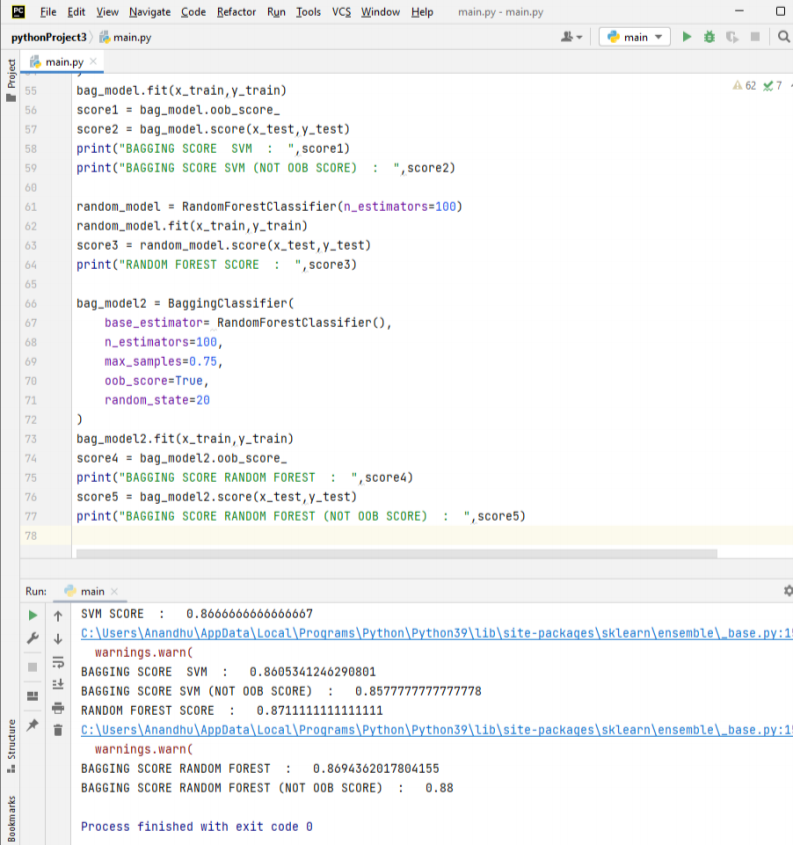 PC File Edit View Navigate Code Refactor Run Tools VCS Window Help main.py - main.py
pythonProject3 main.py main
Project main.py
62 7
55 bag_model.fit(x_train,y_train)
56 score1 = bag_model.oob_score_
57 score2 = bag_model.score(x_test,y_test)
58 print("BAGGING SCORE  SVM  :  ",score1)
59 print("BAGGING SCORE SVM (NOT OOB SCORE)  :  ",score2)
60
61 random_model = RandomForestClassifier(n_estimators=100)
62 random_model.fit(x_train,y_train)
63 score3 = random_model.score(x_test,y_test)
64 print("RANDOM FOREST SCORE  :  ",score3)
65
66 bag_model2 = BaggingClassifier(
67     base_estimator= RandomForestClassifier(),
68     n_estimators=100,
69     max_samples=0.75,
70     oob_score=True,
71     random_state=20
72 )
73 bag_model2.fit(x_train,y_train)
74 score4 = bag_model2.oob_score_
75 print("BAGGING SCORE RANDOM FOREST  :  ",score4)
76 score5 = bag_model2.score(x_test,y_test)
77 print("BAGGING SCORE RANDOM FOREST (NOT OOB SCORE)  :  ",score5)
78
Run: main
SVM SCORE  :   0.8666666666666667
C:\Users\Anandhu\AppData\Local\Programs\Python\Python39\lib\site-packages\sklearn\ensemble\_base.py:15
  warnings.warn(
BAGGING SCORE  SVM  :   0.8605341246290801
BAGGING SCORE SVM (NOT OOB SCORE)  :   0.8577777777777778
RANDOM FOREST SCORE  :   0.8711111111111111
C:\Users\Anandhu\AppData\Local\Programs\Python\Python39\lib\site-packages\sklearn\ensemble\_base.py:15
  warnings.warn(
BAGGING SCORE RANDOM FOREST  :   0.8694362017804155
BAGGING SCORE RANDOM FOREST (NOT OOB SCORE)  :   0.88
Process finished with exit code 0
Structure
Bookmarks